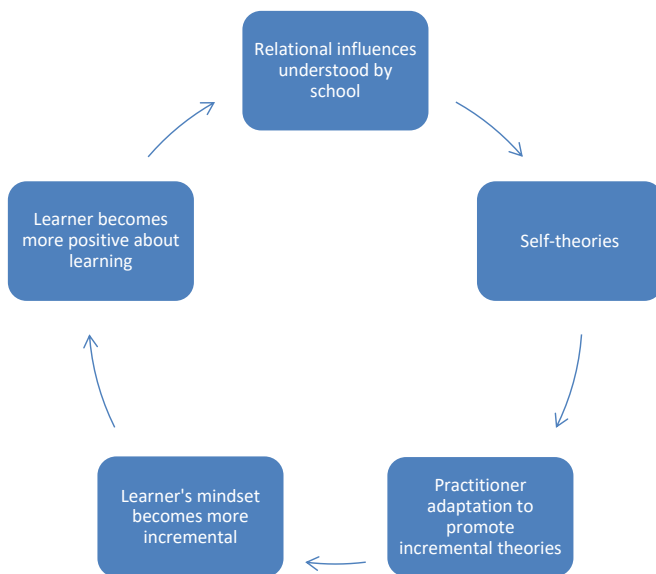 Relational influences
understood by
school
Self-theories
Practitioner
adaptation to
promote
incremental theories
Learner's mindset
becomes more
incremental
Learner becomes
more positive about
learning